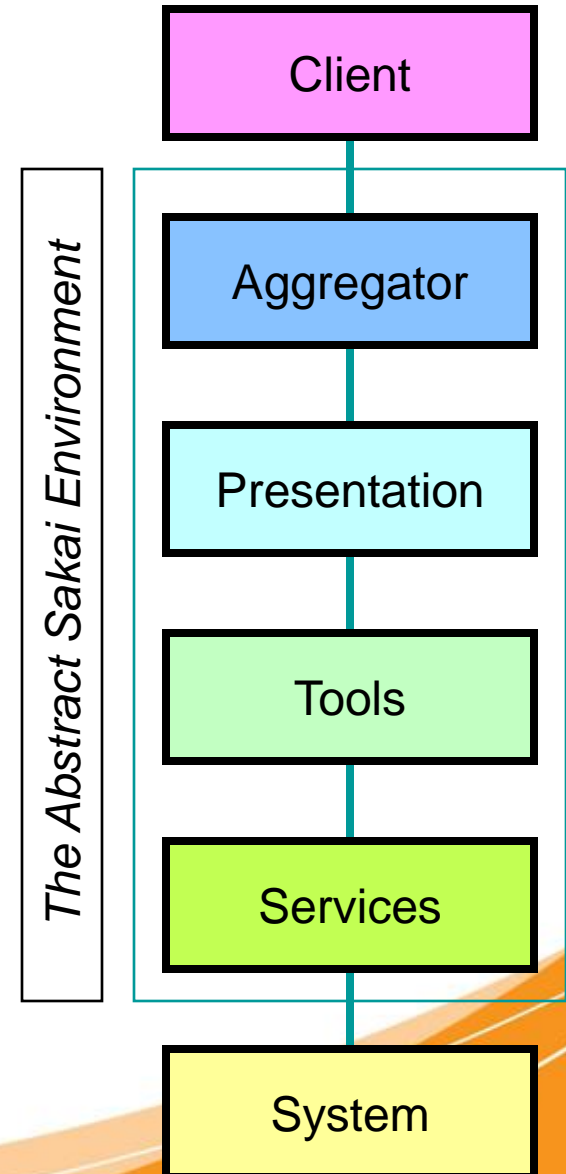 Client
The Abstract Sakai Environment
Aggregator
Presentation
Tools
Services
System